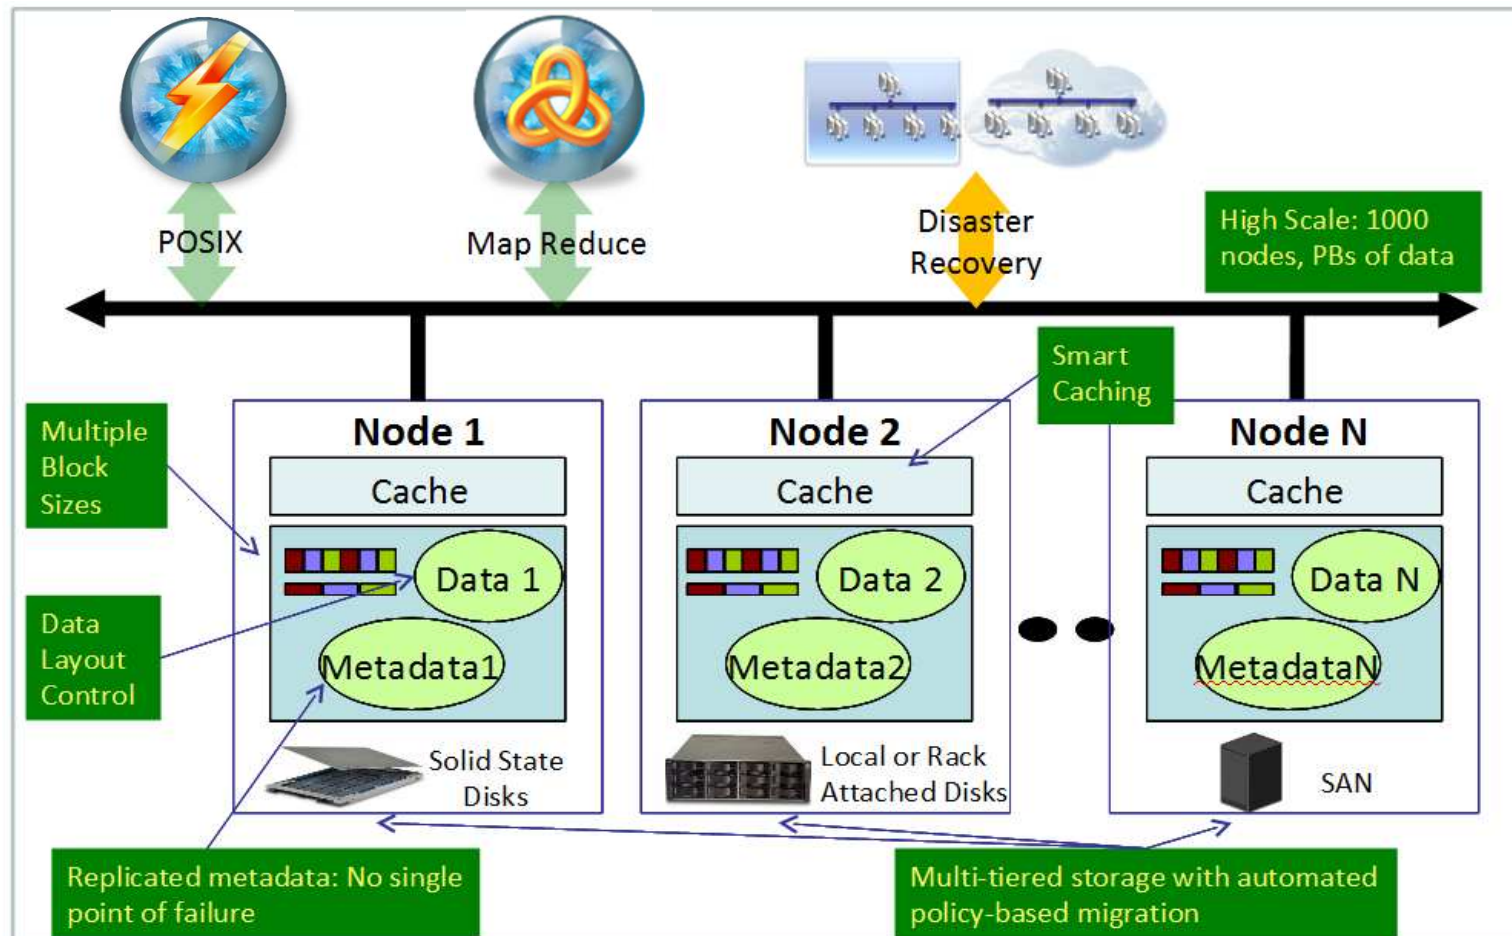 POSIX
Map Reduce
Disaster
Recovery
High Scale: 1000
nodes, PBs of data
Smart
Caching
Multiple
Block
Sizes
Data
Layout
Control
Node 1
Cache
Data 1
Metadata1
Solid State
Disks
Node 2
Cache
Data 2
Metadata2
Local or Rack
Attached Disks
Node N
Cache
Data N
MetadataN
SAN
Replicated metadata: No single
point of failure
Multi-tiered storage with automated
policy-based migration